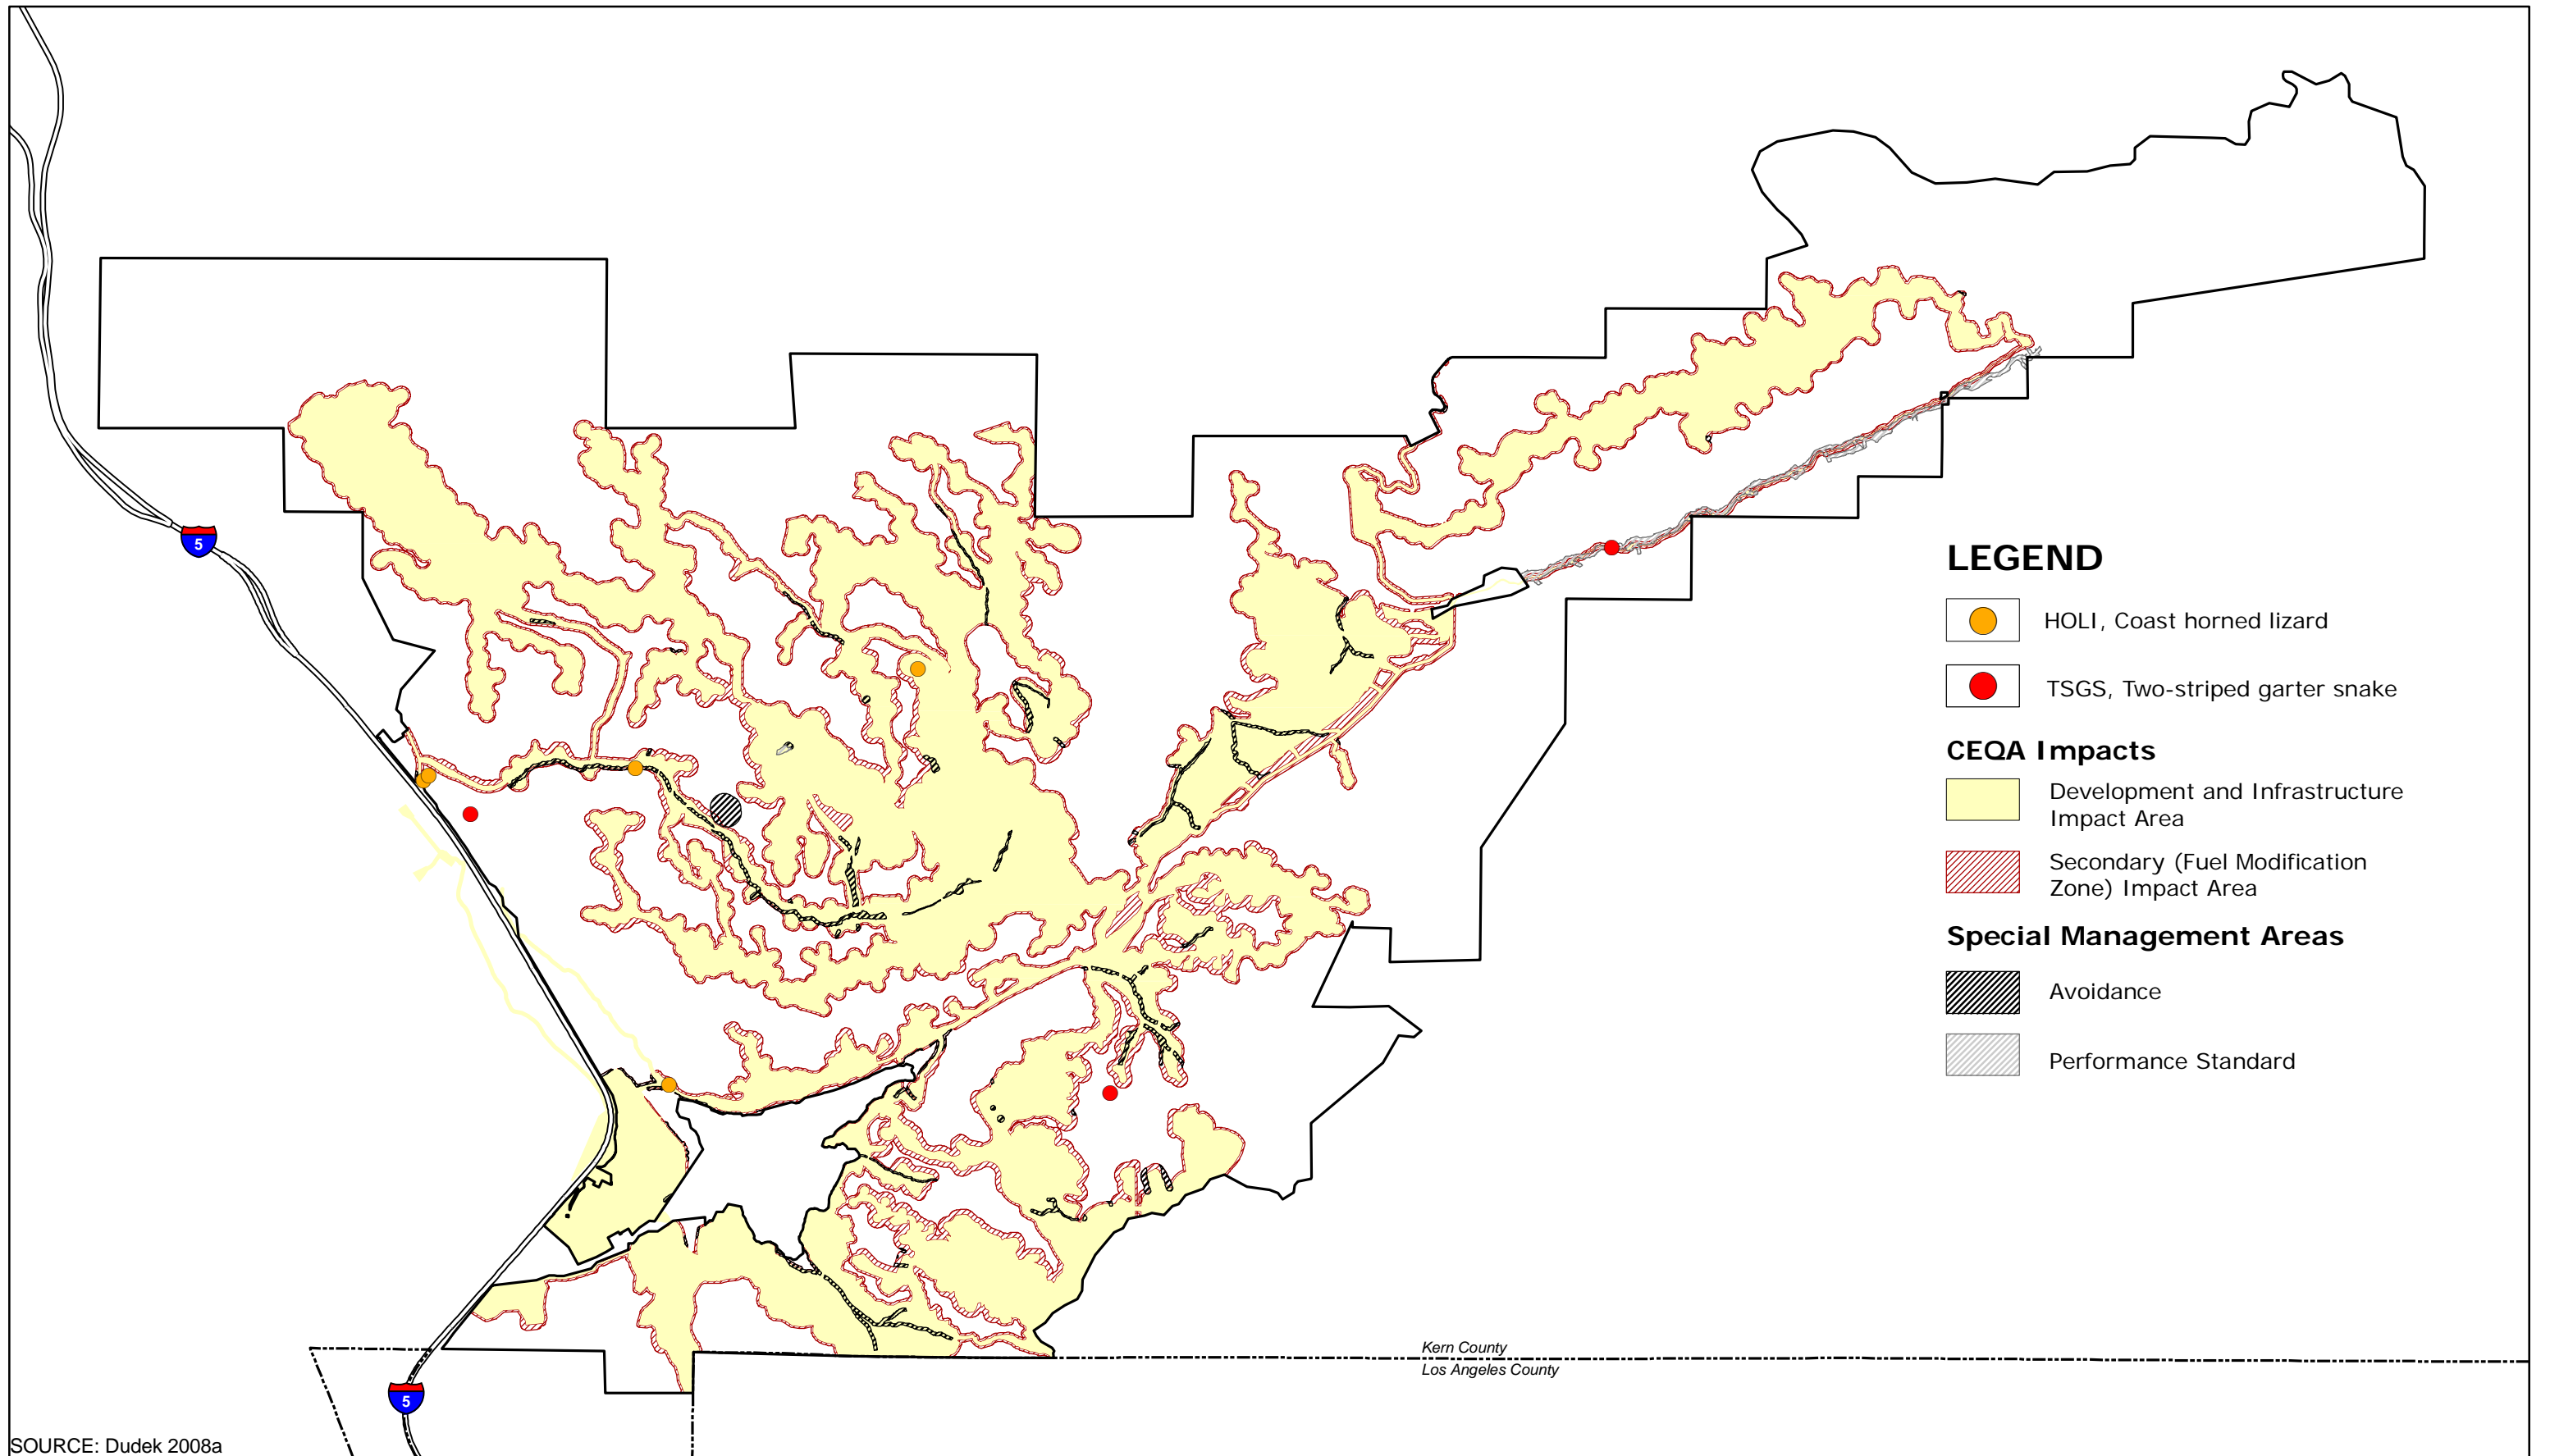 5
LEGEND
HOLI, Coast horned lizard
TSGS, Two-striped garter snake
CEQA Impacts
Development and Infrastructure
Impact Area
Secondary (Fuel Modification
Zone) Impact Area
Special Management Areas
Avoidance
Performance Standard
Kern County
Los Angeles County
5
SOURCE: Dudek 2008a